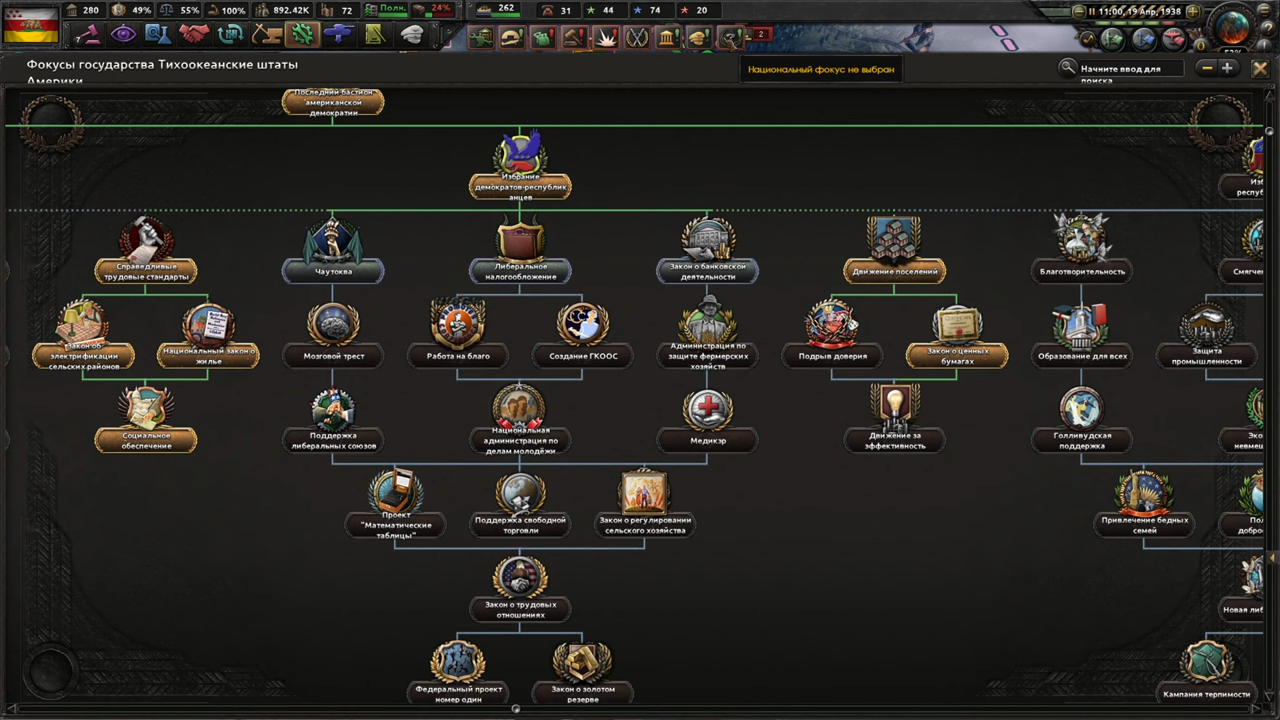 280
49%
55%
100%
892.42K
72
Полн.
24%
262
31
44
74
20
11:00, 19 Апр, 1938
2
Фокусы государства Тихоокеанские штаты
Америки
Национальный фокус не выбран
Начните ввод для
поиска
Последний бастион
американской
демократии
Избрание
демократов-республик
анцев
Справедливые
трудовые стандарты
Чаутоква
Либеральное
налогообложение
Закон о банковской
деятельности
Движение поселений
Благотворительность
Закон об
электрификации
сельских районов
Национальный закон о
жилье
Мозговой трест
Работа на благо
Создание ГКООС
Администрация по
защите фермерских
хозяйств
Подрыв доверия
Закон о ценных
бумагах
Образование для всех
Защита
промышленности
Социальное
обеспечение
Поддержка
либеральных союзов
Национальная
администрация по
делам молодёжи
Медикэр
Движение за
эффективность
Голливудская
поддержка
Проект
"Математические
таблицы"
Поддержка свободной
торговли
Закон о регулировании
сельского хозяйства
Привлечение бедных
семей
Закон о трудовых
отношениях
Федеральный проект
номер один
Закон о золотом
резерве
Кампания терпимости